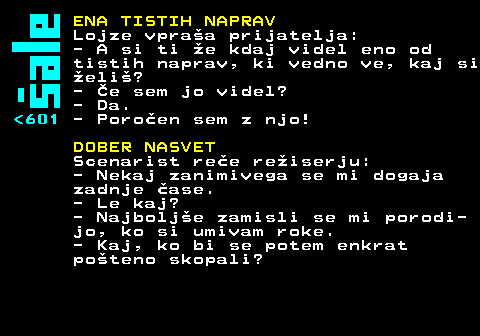 šale
<601
ENA TISTIH NAPRAV
Lojze vpraša prijatelja:
- A si ti že kdaj videl eno od
tistih naprav, ki vedno ve, kaj si
želiš?
- Če sem jo videl?
- Da.
- Poročen sem z njo!
DOBER NASVET
Scenarist reče režiserju:
- Nekaj zanimivega se mi dogaja
zadnje čase.
- Le kaj?
- Najboljše zamisli se mi porodi-
jo, ko si umivam roke.
- Kaj, ko bi se potem enkrat
pošteno skopali?